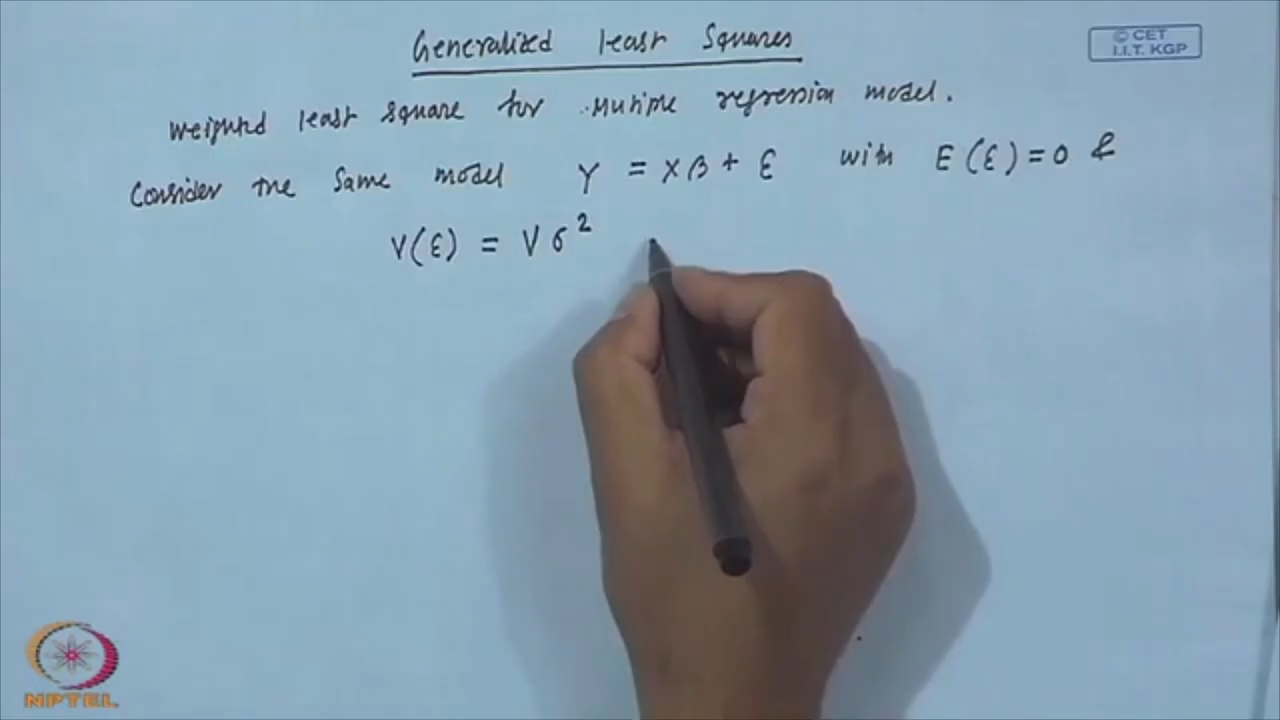 Generalized least Squares
© CET
I.I.T. KGP
Weighted least square for Multiple regression model.
Consider the same model Y = Xβ + ε with E(ε) = 0 &
V(ε) = Vσ²
NPTEL